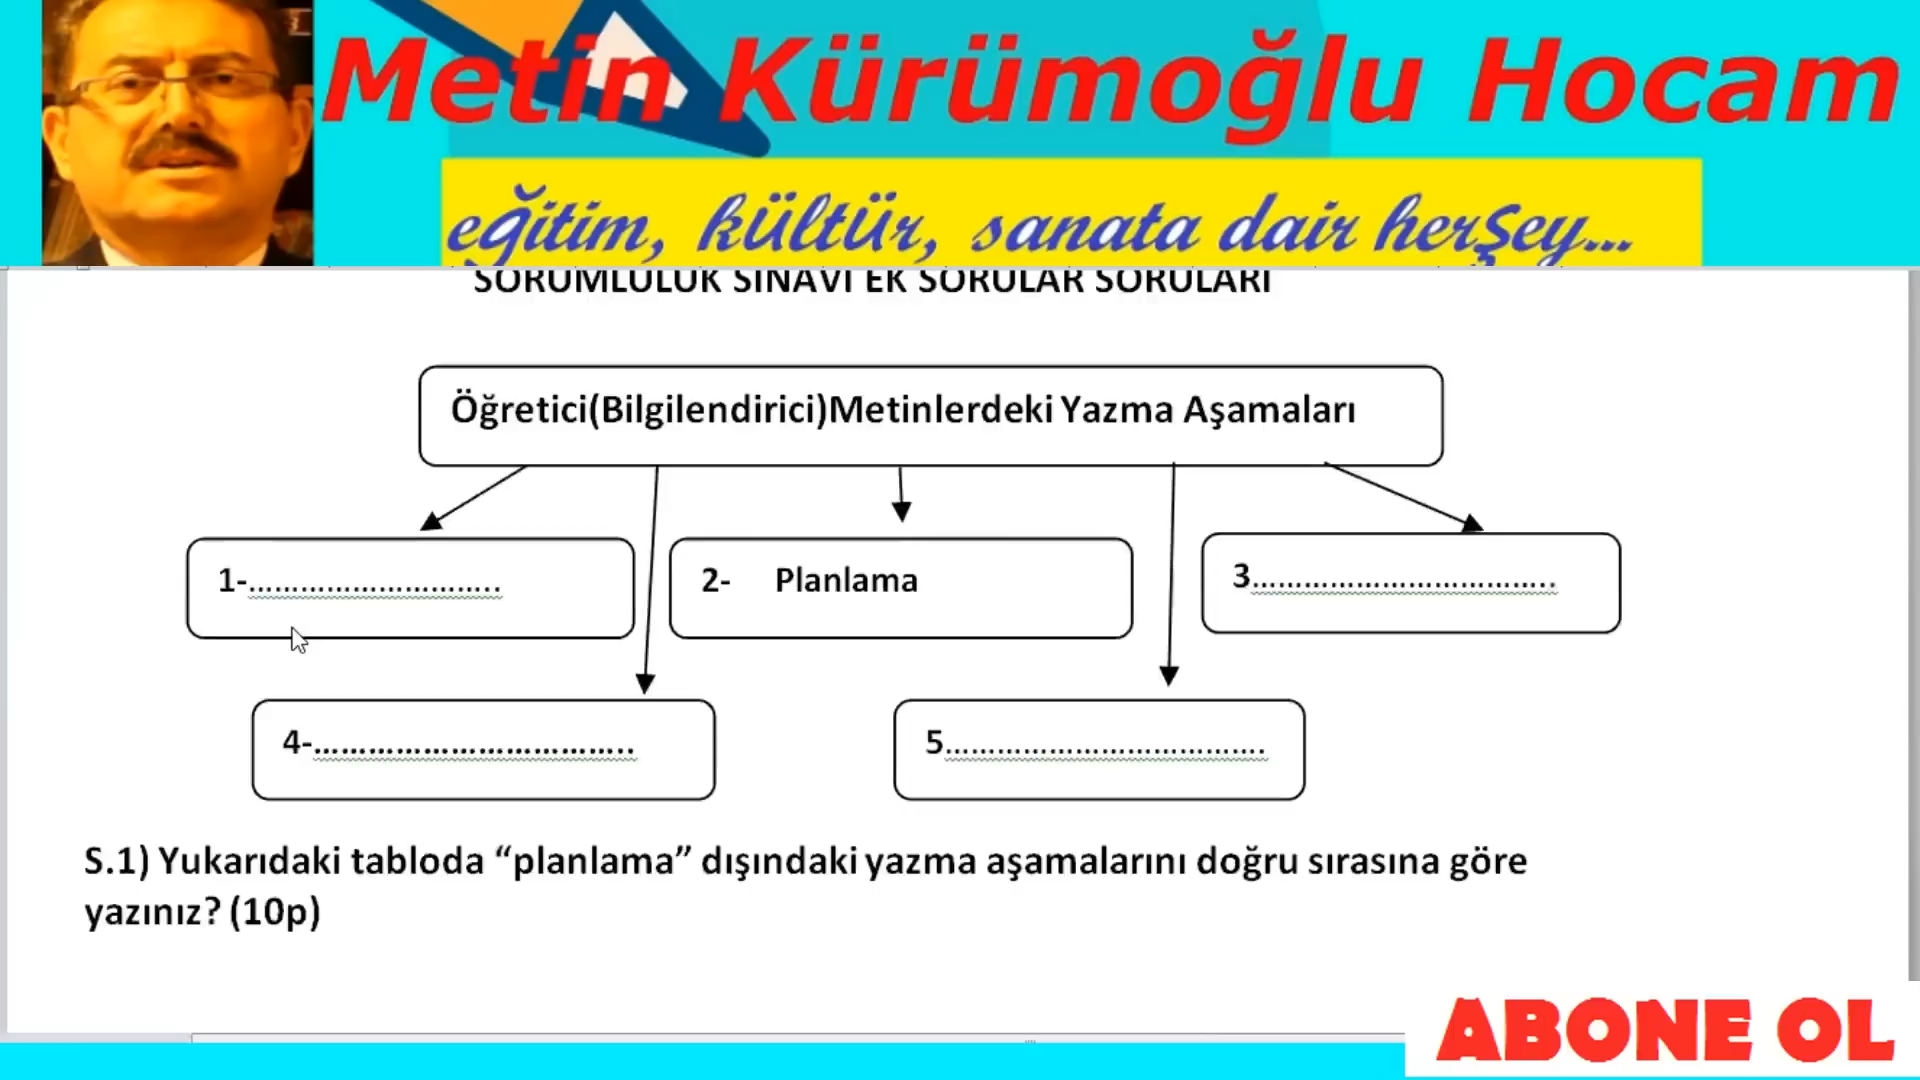 Metin Kürümoğlu Hocam
eğitim, kültür, sanata dair herşey...
SORUMLULUK SINAVI EK SORULAR SORULARI
Öğretici(Bilgilendirici)Metinlerdeki Yazma Aşamaları
1-............................
2- Planlama
3..................................
4-...................................
5...................................
S.1) Yukarıdaki tabloda “planlama” dışındaki yazma aşamalarını doğru sırasına göre
yazınız? (10p)
ABONE OL